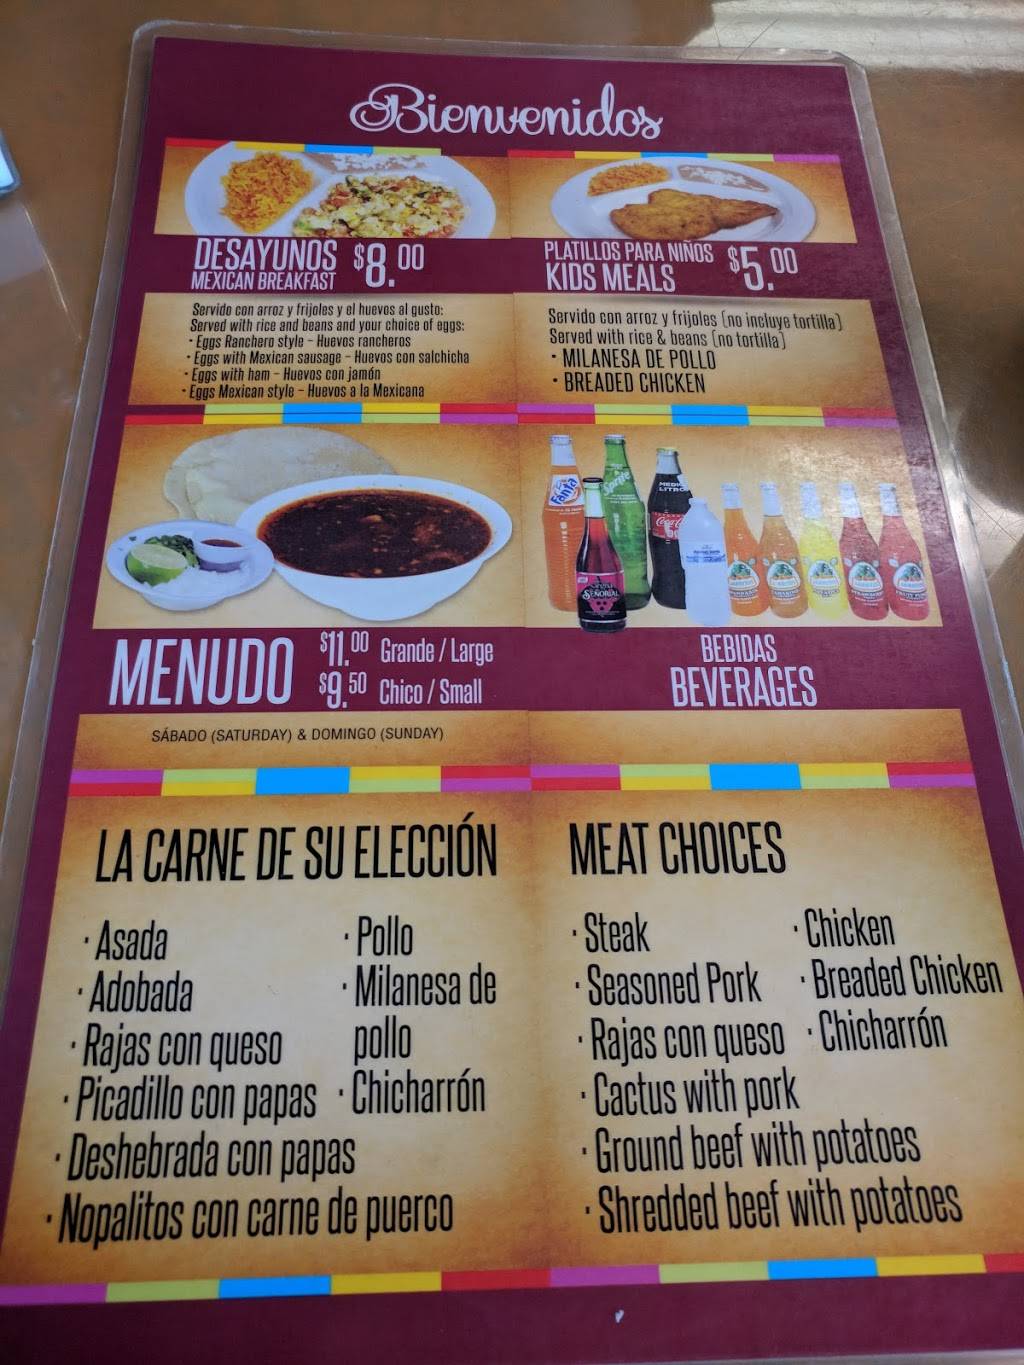 Bienvenidos
DESAYUNOS $8.00
MEXICAN BREAKFAST
Servido con arroz y frijoles y el huevos al gusto:
Served with rice and beans and your choice of eggs:
· Eggs Ranchero style – Huevos rancheros
· Eggs with Mexican sausage – Huevos con salchicha
· Eggs with ham – Huevos con jamón
· Eggs Mexican style – Huevos a la Mexicana
PLATILLOS PARA NIÑOS $5.00
KIDS MEALS
Servido con arroz y frijoles (no incluye tortilla)
Served with rice & beans (no tortilla)
· MILANESA DE POLLO
· BREADED CHICKEN
MENUDO
$11.00 Grande / Large
$9.50 Chico / Small
SÁBADO (SATURDAY) & DOMINGO (SUNDAY)
Fanta
Sprite
MEDIO
LITRO
Coca-Cola
SEÑORIAL
BEBIDAS
BEVERAGES
LA CARNE DE SU ELECCIÓN
· Asada
· Adobada
· Rajas con queso
· Picadillo con papas
· Deshebrada con papas
· Nopalitos con carne de puerco
· Pollo
· Milanesa de
pollo
· Chicharrón
MEAT CHOICES
· Steak
· Seasoned Pork
· Rajas con queso
· Cactus with pork
· Ground beef with potatoes
· Shredded beef with potatoes
· Chicken
· Breaded Chicken
· Chicharrón